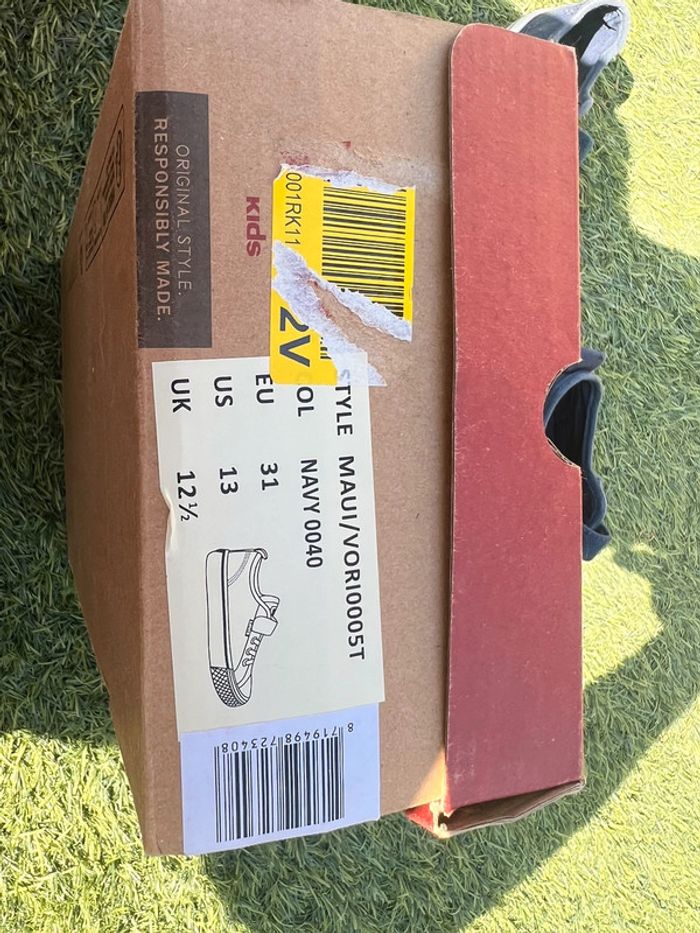 ORIGINAL STYLE.
RESPONSIBLY MADE.
Kids
001RK11
2V
STYLE MAUI/VORI0005T
COL NAVY 0040
EU 31
US 13
UK 12½
8 719498 723408